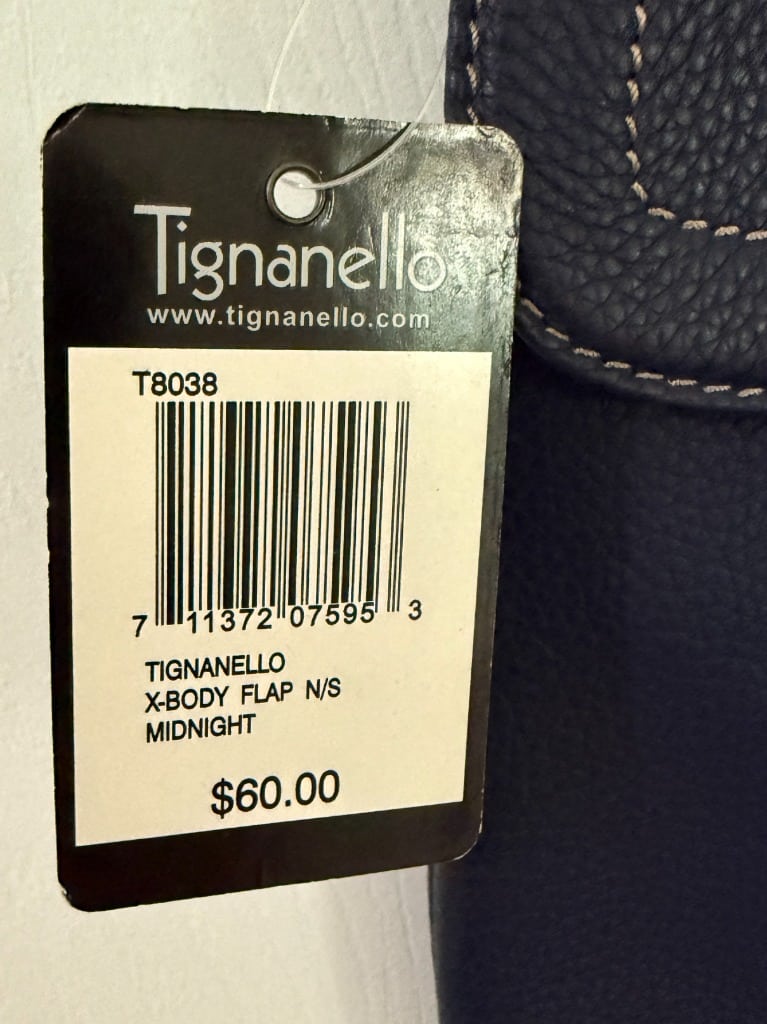 Tignanello
www.tignanello.com
T8038
7 11372 07595 3
TIGNANELLO
X-BODY FLAP N/S
MIDNIGHT
$60.00